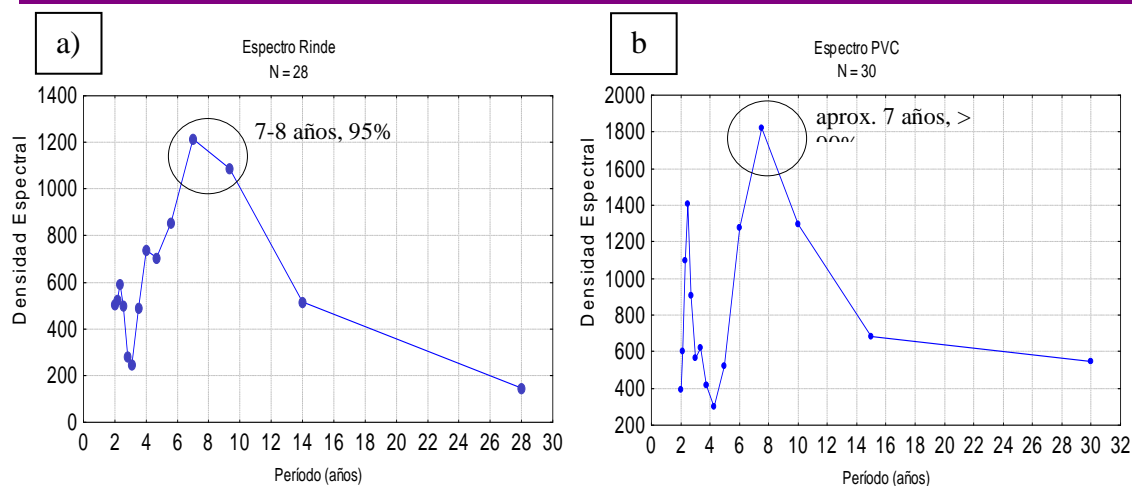 a)
Espectro Rinde
N = 28
1400
1200
1000
800
600
400
200
0
7-8 años, 95%
Densidad Espectral
0 2 4 6 8 10 12 14 16 18 20 22 24 26 28 30
Período (años)
b
Espectro PVC
N = 30
2000
1800
1600
1400
1200
1000
800
600
400
200
aprox. 7 años, >
Densidad Espectral
0 2 4 6 8 10 12 14 16 18 20 22 24 26 28 30 32
Período (años)